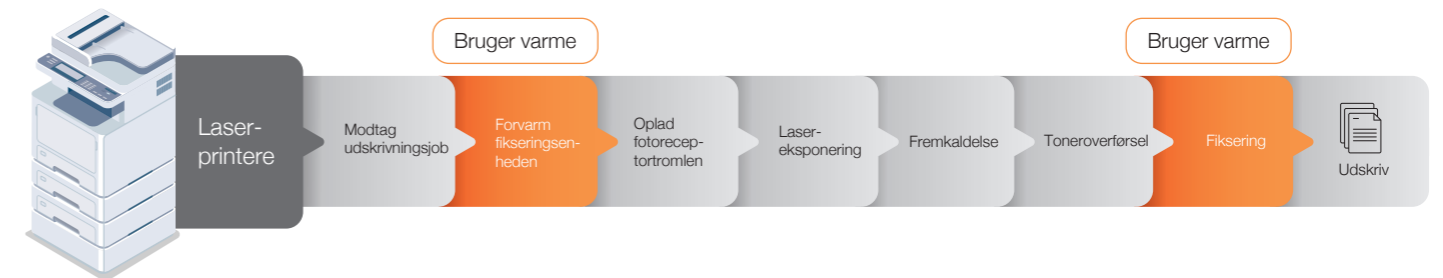 Bruger varme
Bruger varme
Laser-
printere
Modtag
udskrivningsjob
Forvarm
fikseringsen-
heden
Oplad
fotorecep-
tortromlen
Laser-
eksponering
Fremkaldelse
Toneroverførsel
Fiksering
Udskriv